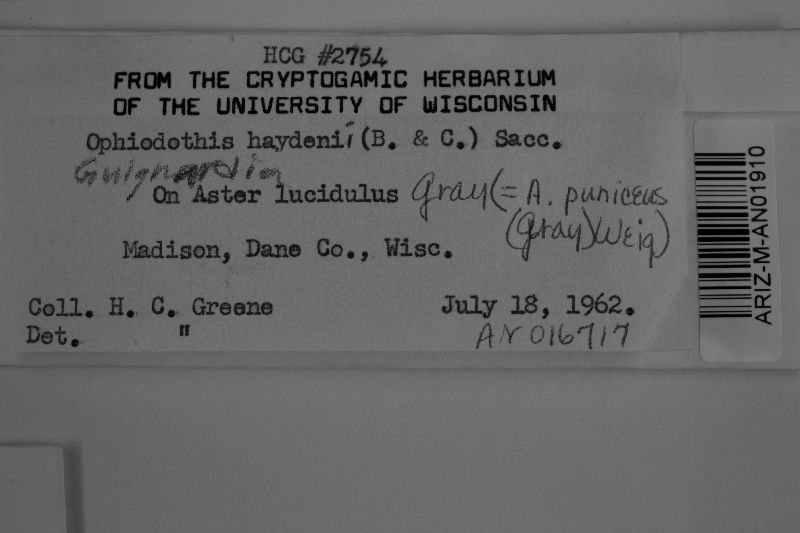 HCG #2754
FROM THE CRYPTOGAMIC HERBARIUM
OF THE UNIVERSITY OF WISCONSIN
Ophiodothis haydenii (B. & C.) Sacc.
Guignardia
On Aster lucidulus Gray (= A. puniceus
(Gray) Weig)
Madison, Dane Co., Wisc.
Coll. H. C. Greene July 18, 1962.
Det. " AN 016717
ARIZ-M-AN01910